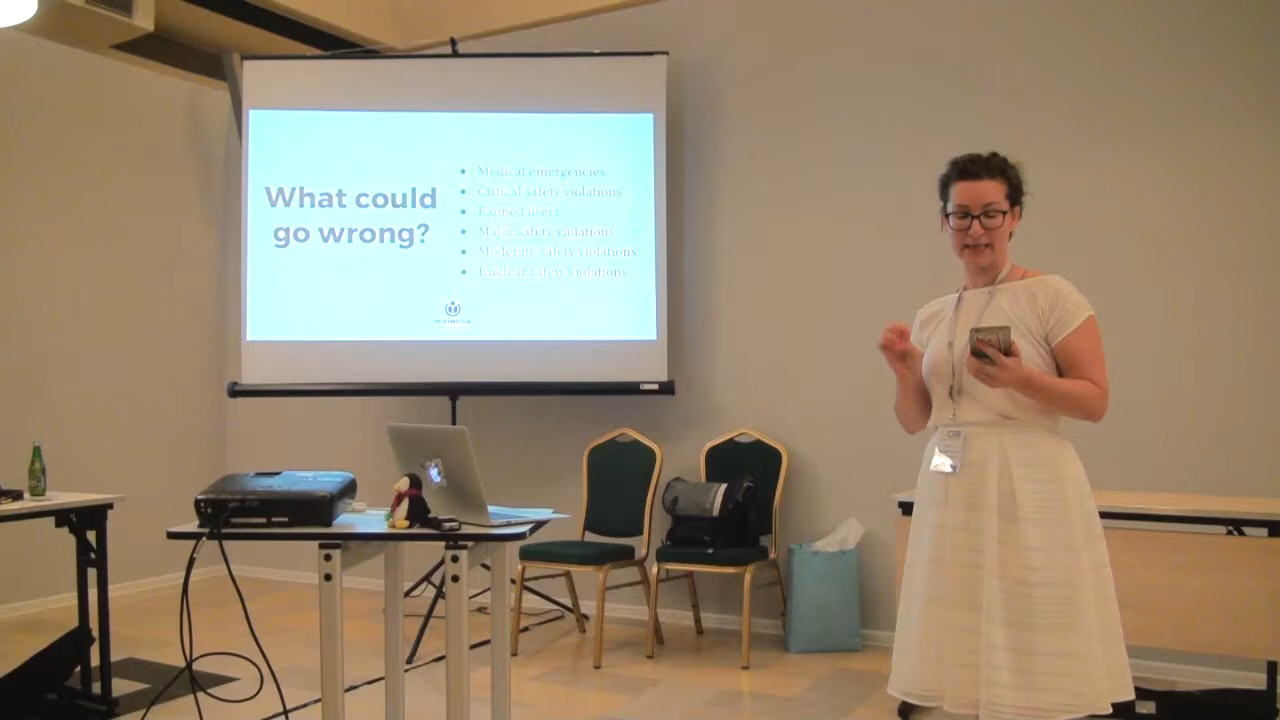 What could
go wrong?
Medical emergencies
Critical safety violations
Banned users
Major safety violations
Moderate safety violations
Unclear safety violations
WIKIMEDIA